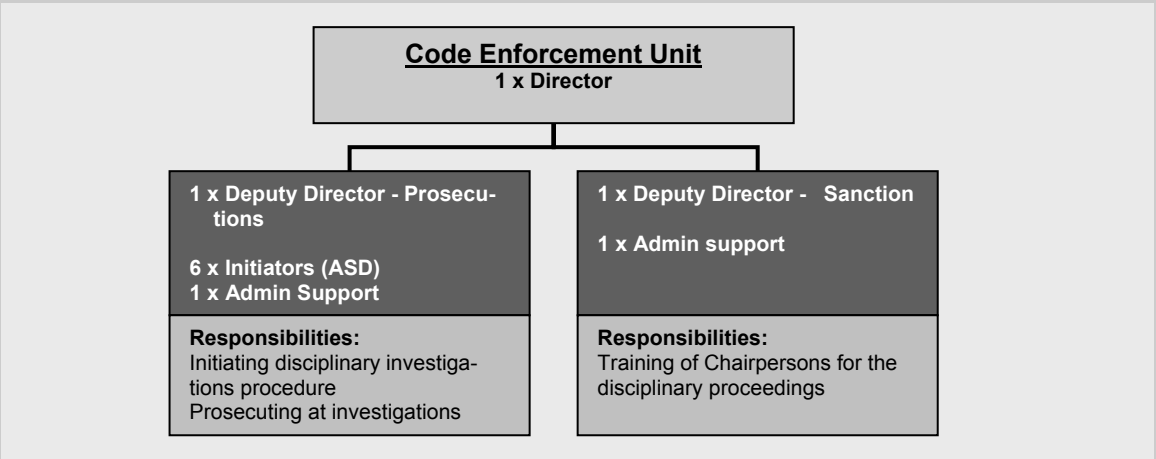 Code Enforcement Unit
1 x Director
1 x Deputy Director - Prosecu-
tions
6 x Initiators (ASD)
1 x Admin Support
Responsibilities:
Initiating disciplinary investiga-
tions procedure
Prosecuting at investigations
1 x Deputy Director - Sanction
1 x Admin support
Responsibilities:
Training of Chairpersons for the
disciplinary proceedings